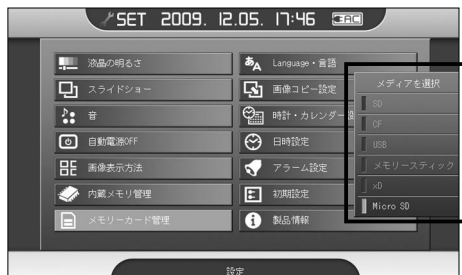 SET 2009. 12.05. 17:46 AC
液晶の明るさ
スライドショー
音
自動電源OFF
画像表示方法
内蔵メモリ管理
メモリーカード管理
あA Language・言語
画像コピー設定
時計・カレンダー設
日時設定
アラーム設定
初期設定
製品情報
メディアを選択
SD
CF
USB
メモリースティック
xD
Micro SD
設定